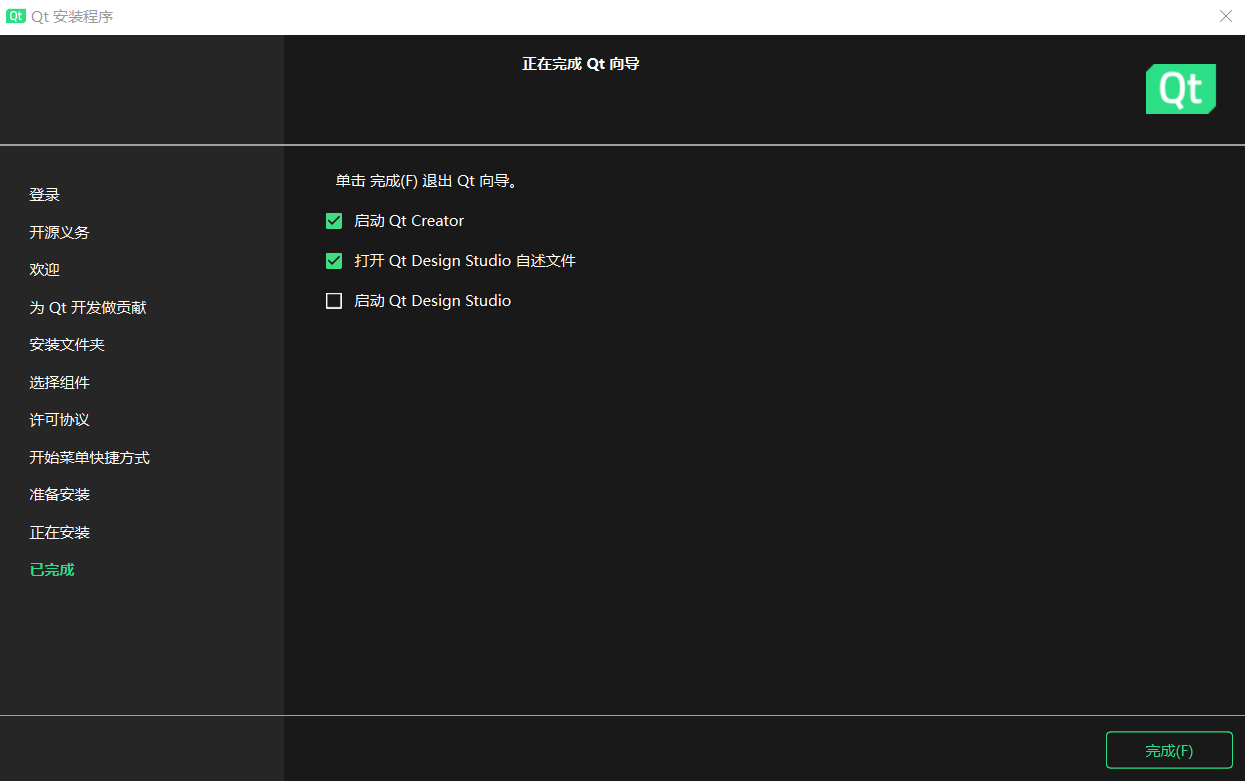 Qt Qt 安装程序
正在完成 Qt 向导
Qt
登录
开源义务
欢迎
为 Qt 开发做贡献
安装文件夹
选择组件
许可协议
开始菜单快捷方式
准备安装
正在安装
已完成
单击 完成(F) 退出 Qt 向导。
启动 Qt Creator
打开 Qt Design Studio 自述文件
启动 Qt Design Studio
完成(F)